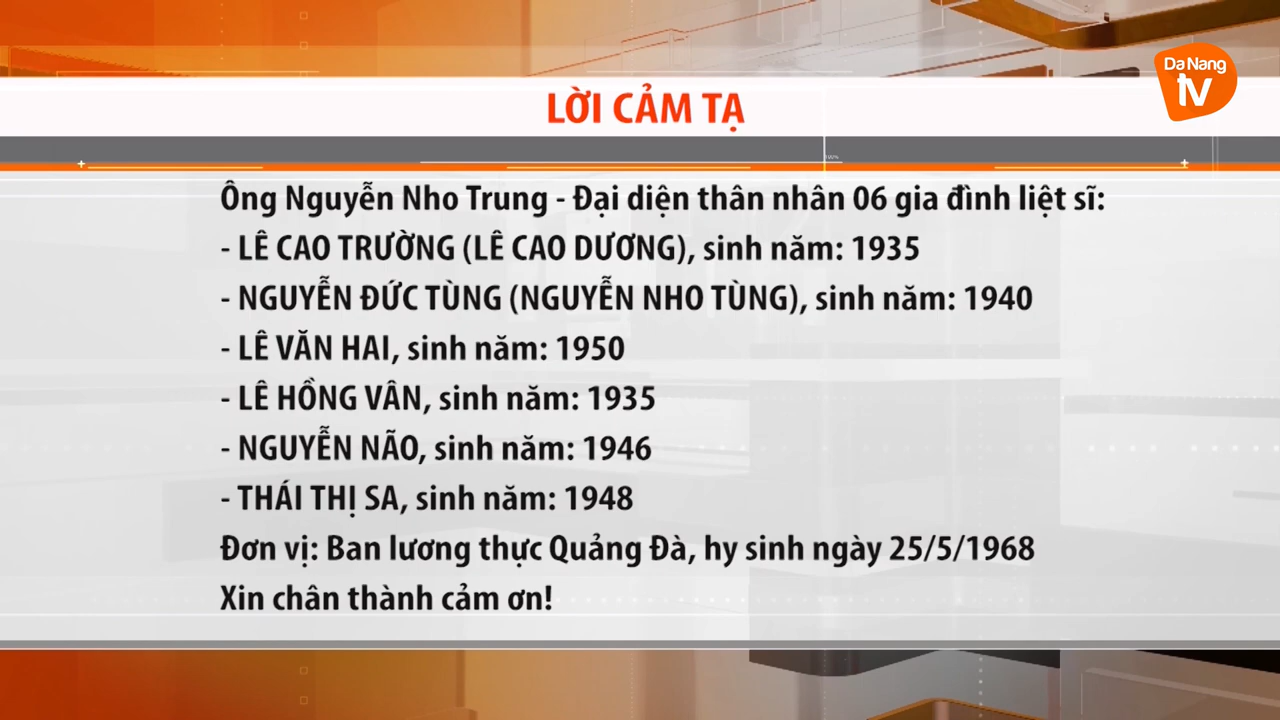 Da Nang
tv
LỜI CẢM TẠ
Ông Nguyễn Nho Trung - Đại diện thân nhân 06 gia đình liệt sĩ:
- LÊ CAO TRƯỜNG (LÊ CAO DƯƠNG), sinh năm: 1935
- NGUYỄN ĐỨC TÙNG (NGUYỄN NHO TÙNG), sinh năm: 1940
- LÊ VĂN HAI, sinh năm: 1950
- LÊ HỒNG VÂN, sinh năm: 1935
- NGUYỄN NÃO, sinh năm: 1946
- THÁI THỊ SA, sinh năm: 1948
Đơn vị: Ban lương thực Quảng Đà, hy sinh ngày 25/5/1968
Xin chân thành cảm ơn!